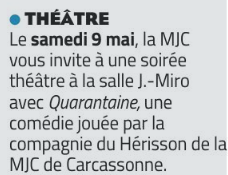 ● THÉÂTRE
Le samedi 9 mai, la MJC
vous invite à une soirée
théâtre à la salle J.-Miro
avec Quarantaine, une
comédie jouée par la
compagnie du Hérisson de la
MJC de Carcassonne.